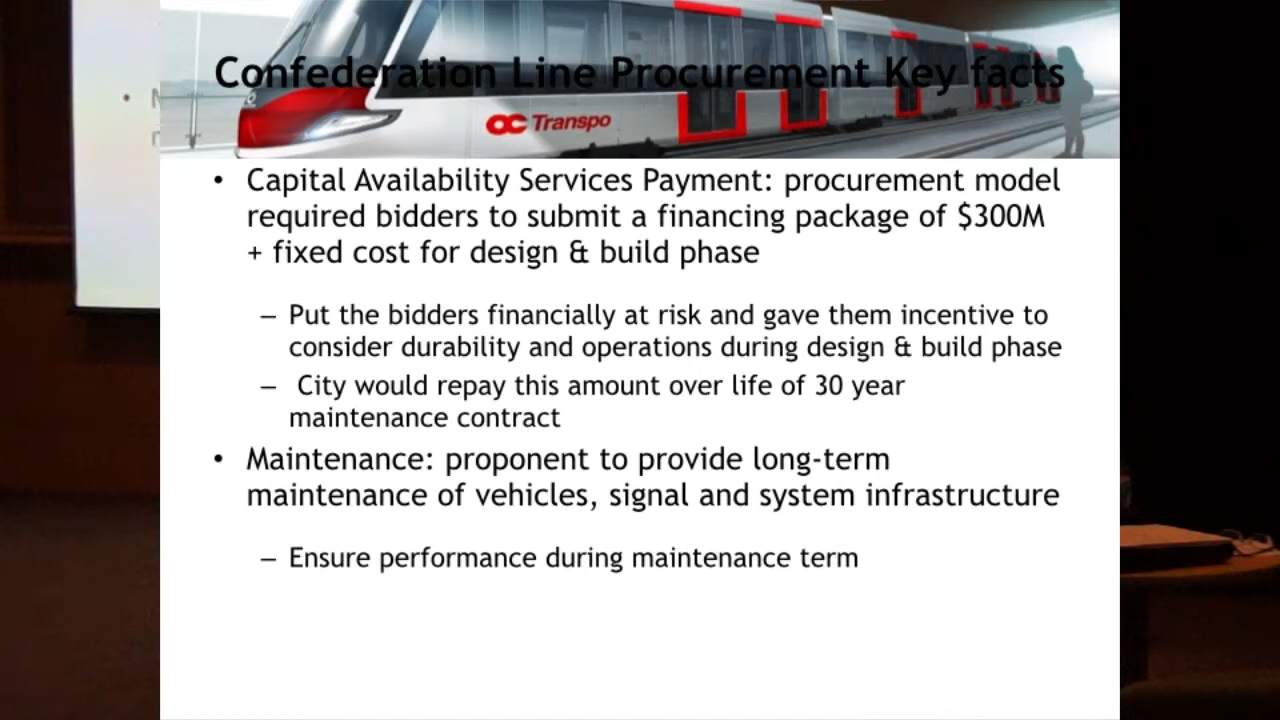 Confederation Line Procurement Key facts
OC Transpo
• Capital Availability Services Payment: procurement model
required bidders to submit a financing package of $300M
+ fixed cost for design & build phase
– Put the bidders financially at risk and gave them incentive to
consider durability and operations during design & build phase
– City would repay this amount over life of 30 year
maintenance contract
• Maintenance: proponent to provide long-term
maintenance of vehicles, signal and system infrastructure
– Ensure performance during maintenance term